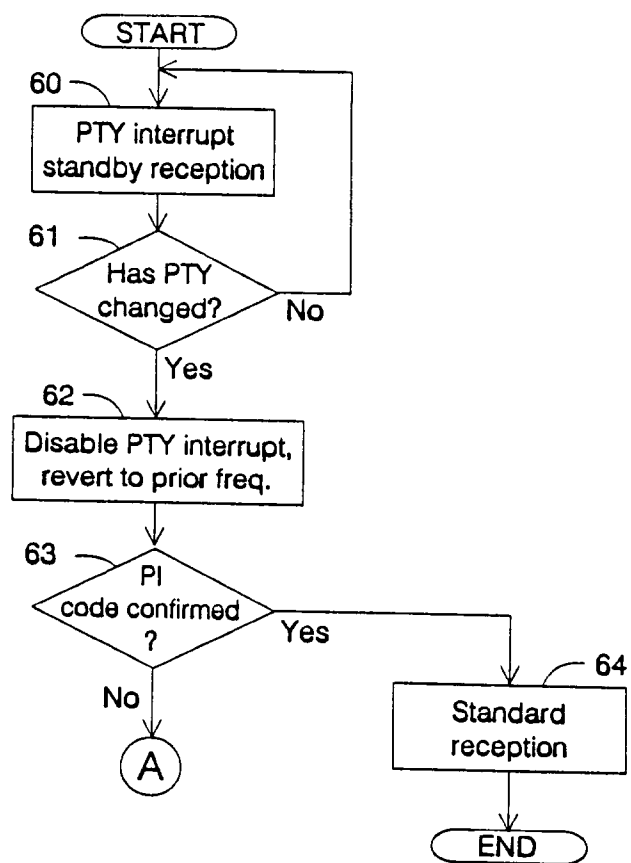 START
60
PTY interrupt
standby reception
61
Has PTY
changed?
No
Yes
62
Disable PTY interrupt,
revert to prior freq.
63
PI
code confirmed
?
Yes
No
64
Standard
reception
A
END